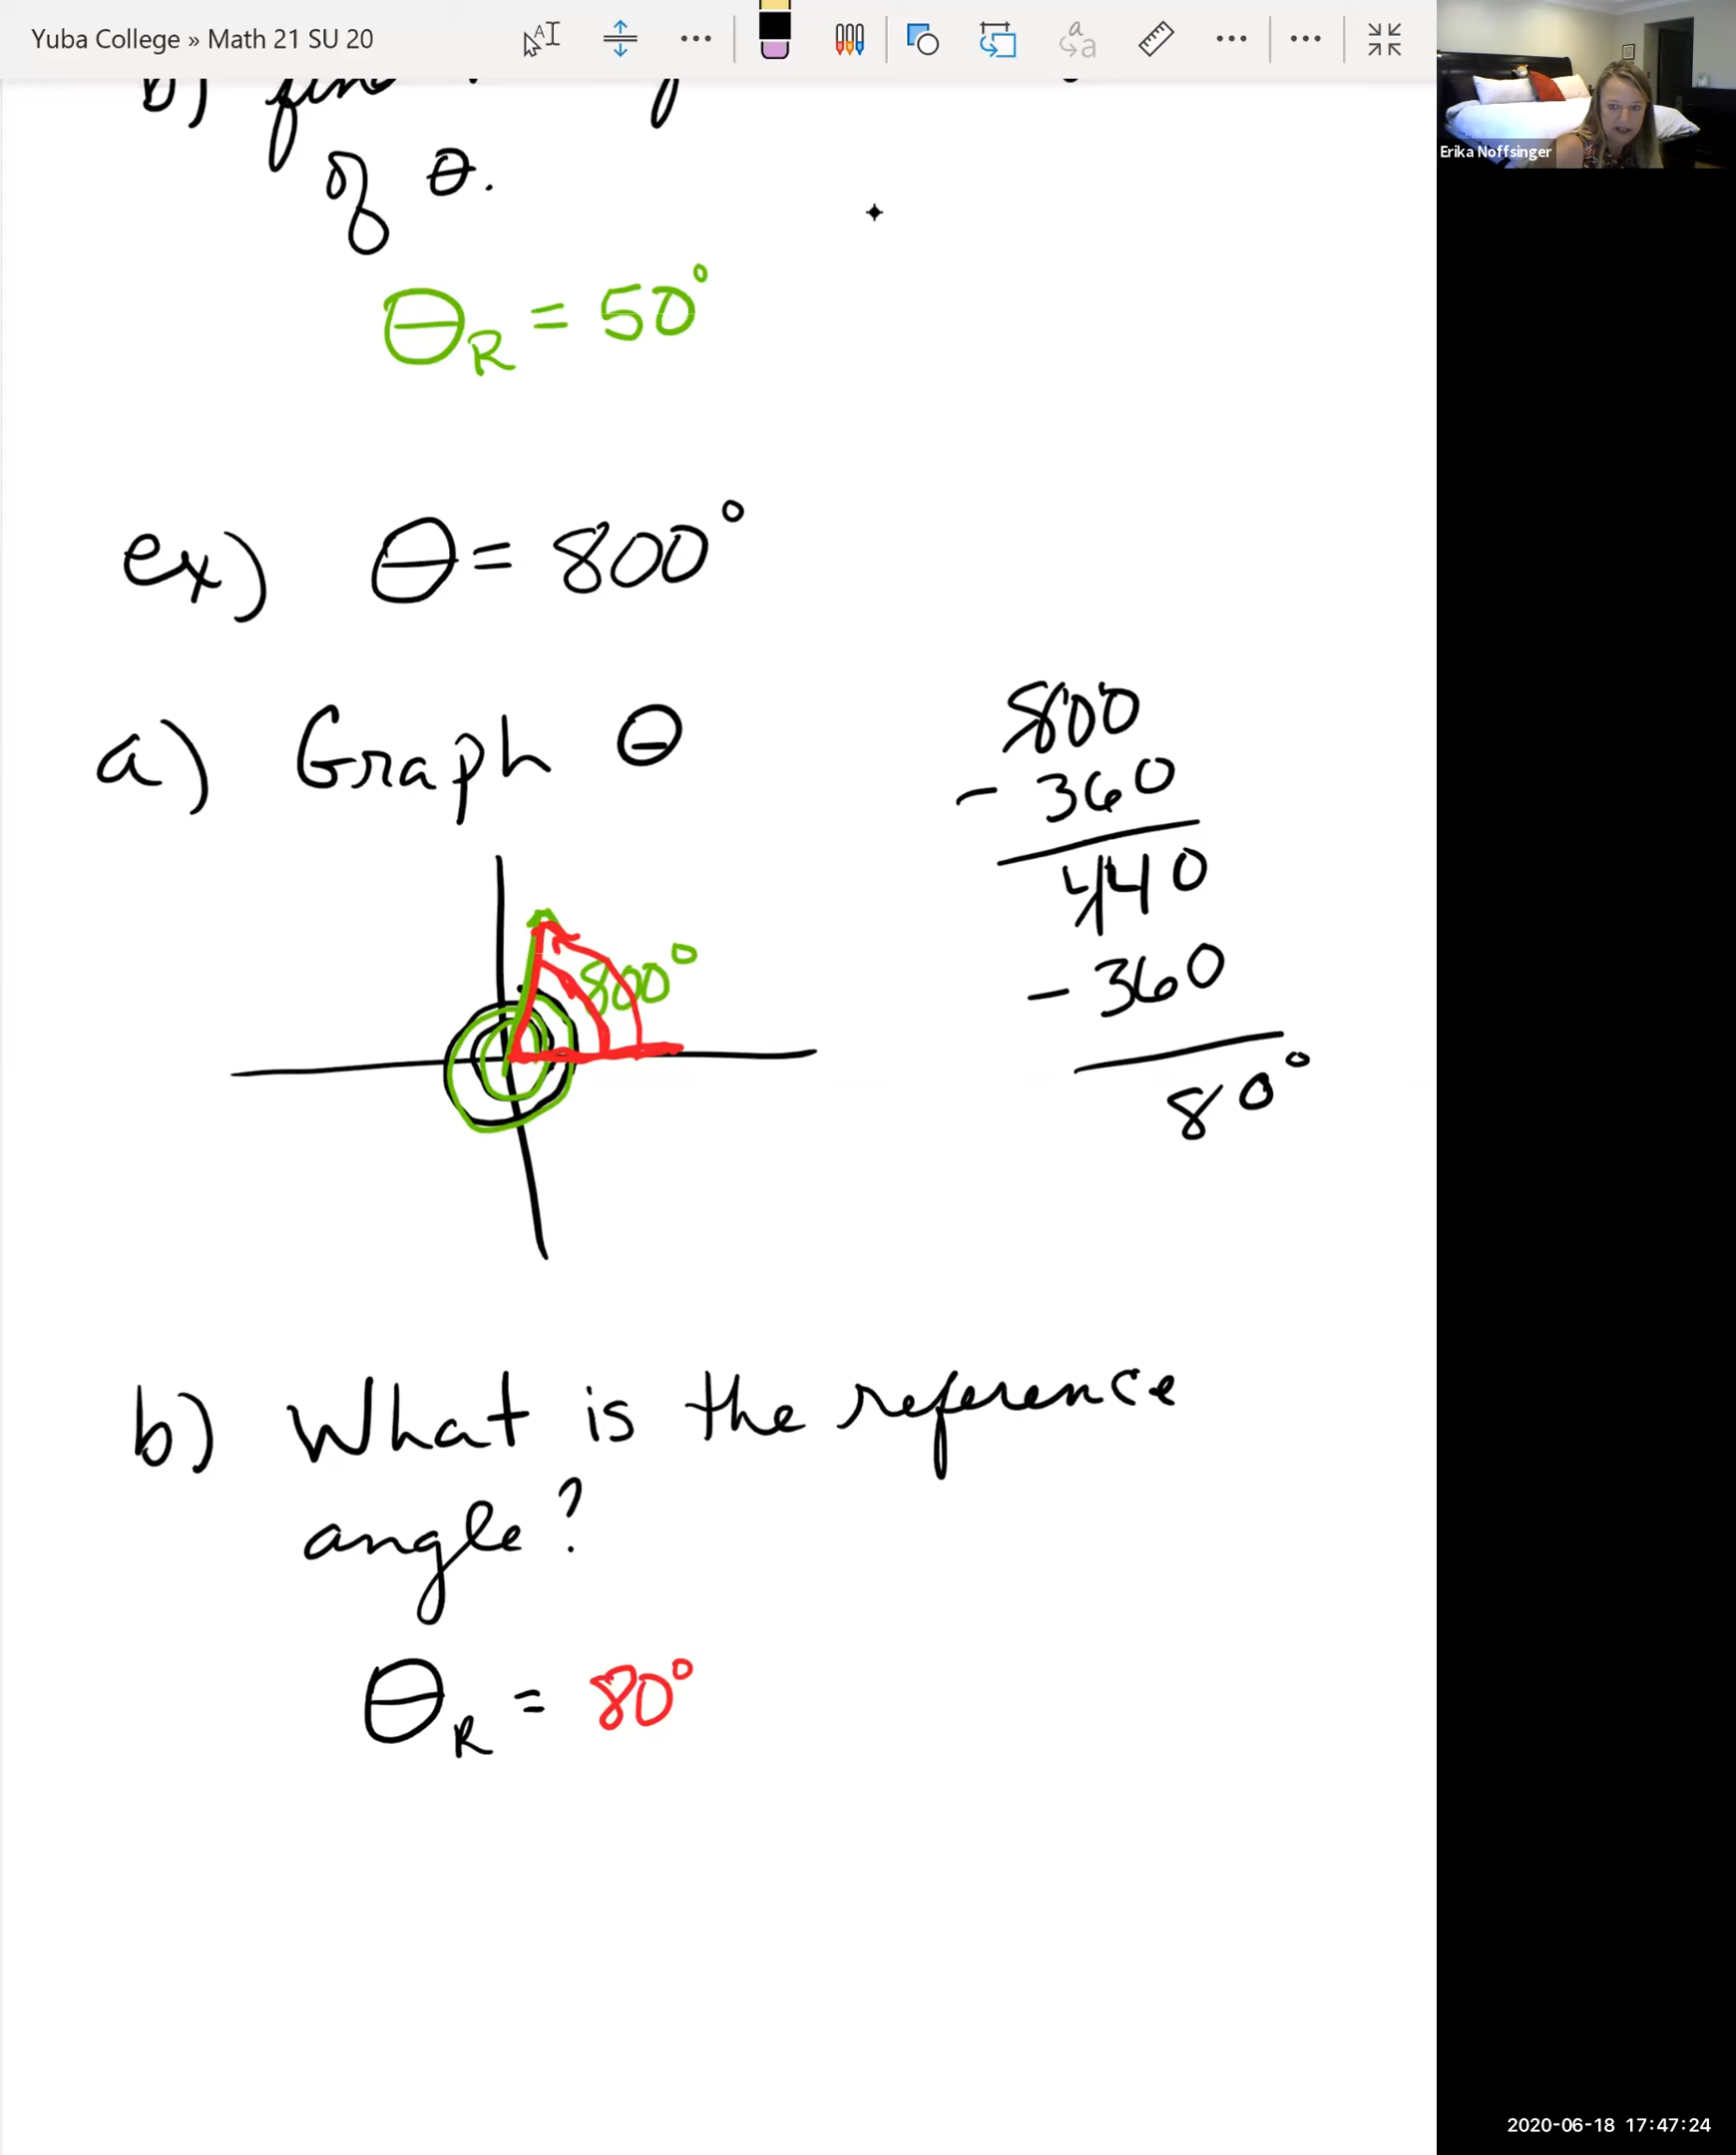 Yuba College » Math 21 SU 20
Erika Noffsinger
b) find
of θ.
θR = 50°
ex) θ = 800°
a) Graph θ
800
- 360
440
- 360
80°
800°
b) What is the reference
angle?
θR = 80°
2020-06-18 17:47:24